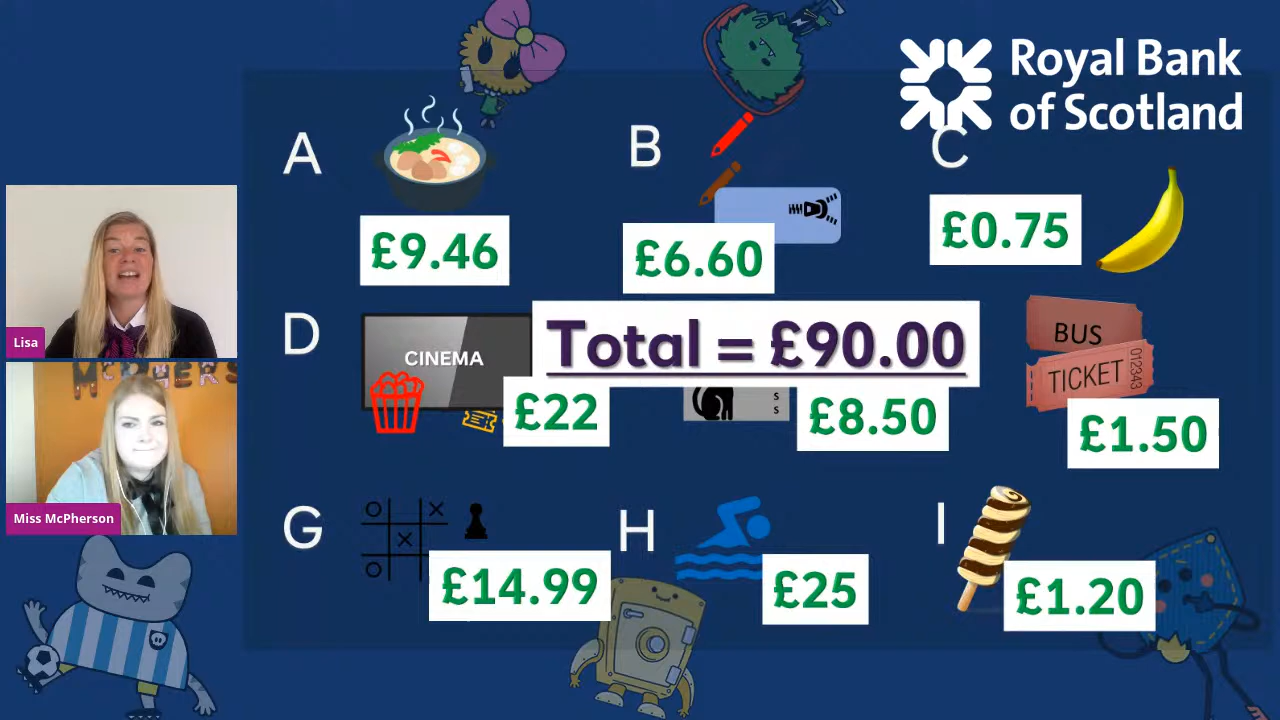 Royal Bank
of Scotland
A
B
C
£9.46
£6.60
£0.75
D
CINEMA
Total = £90.00
BUS
TICKET
012343
£22
s
s
£8.50
£1.50
G
O
X
X
O
H
I
£14.99
£25
£1.20
Lisa
Miss McPherson